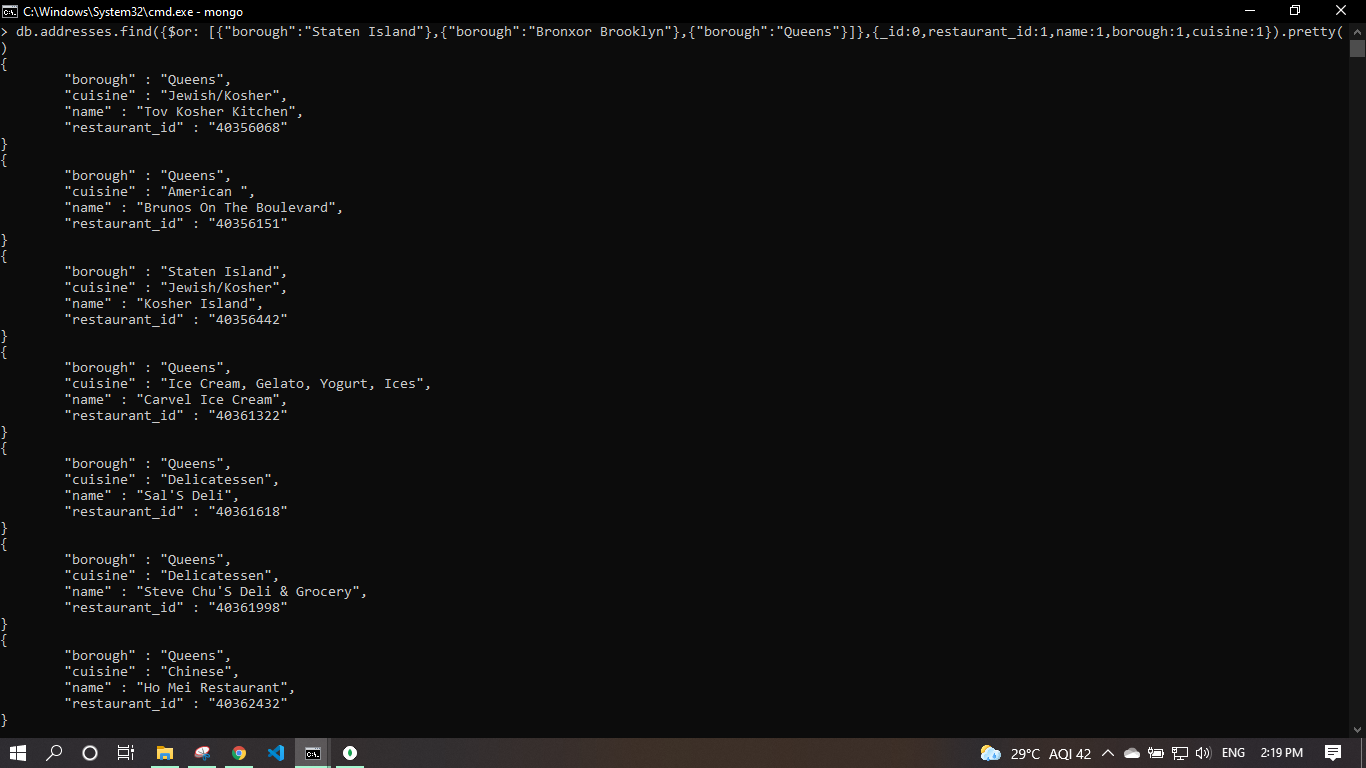 C:\Windows\System32\cmd.exe - mongo
> db.addresses.find({$or: [{"borough":"Staten Island"},{"borough":"Bronxor Brooklyn"},{"borough":"Queens"}]},{_id:0,restaurant_id:1,name:1,borough:1,cuisine:1}).pretty(
)
{
"borough" : "Queens",
"cuisine" : "Jewish/Kosher",
"name" : "Tov Kosher Kitchen",
"restaurant_id" : "40356068"
}
{
"borough" : "Queens",
"cuisine" : "American ",
"name" : "Brunos On The Boulevard",
"restaurant_id" : "40356151"
}
{
"borough" : "Staten Island",
"cuisine" : "Jewish/Kosher",
"name" : "Kosher Island",
"restaurant_id" : "40356442"
}
{
"borough" : "Queens",
"cuisine" : "Ice Cream, Gelato, Yogurt, Ices",
"name" : "Carvel Ice Cream",
"restaurant_id" : "40361322"
}
{
"borough" : "Queens",
"cuisine" : "Delicatessen",
"name" : "Sal'S Deli",
"restaurant_id" : "40361618"
}
{
"borough" : "Queens",
"cuisine" : "Delicatessen",
"name" : "Steve Chu'S Deli & Grocery",
"restaurant_id" : "40361998"
}
{
"borough" : "Queens",
"cuisine" : "Chinese",
"name" : "Ho Mei Restaurant",
"restaurant_id" : "40362432"
}
29°C AQI 42 ENG 2:19 PM